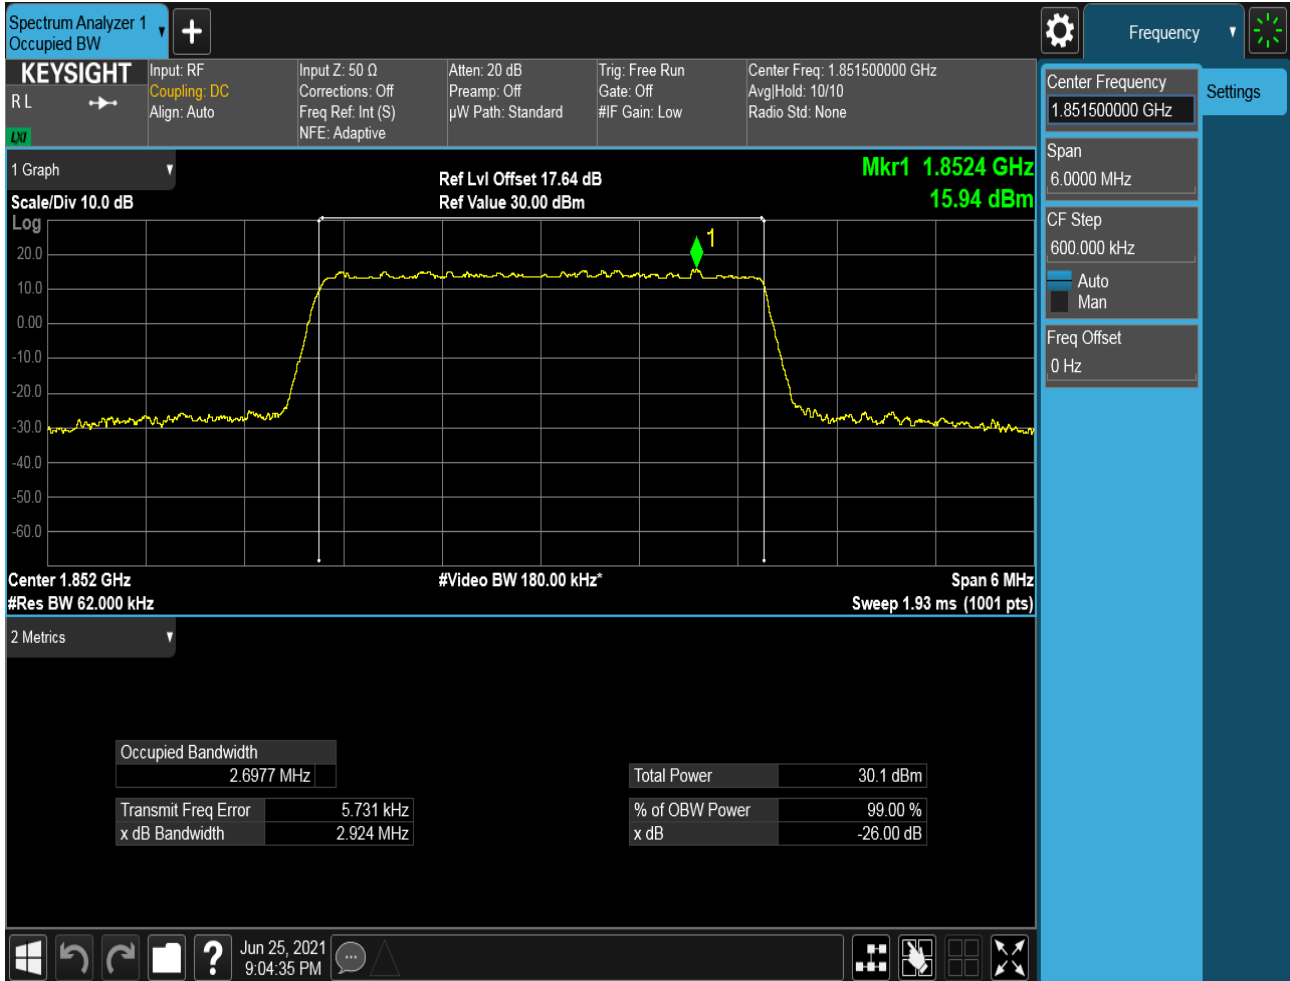 Spectrum Analyzer 1
Occupied BW
Frequency
KEYSIGHT
R L
LXI
Input: RF
Coupling: DC
Align: Auto
Input Z: 50 Ω
Corrections: Off
Freq Ref: Int (S)
NFE: Adaptive
Atten: 20 dB
Preamp: Off
µW Path: Standard
Trig: Free Run
Gate: Off
#IF Gain: Low
Center Freq: 1.851500000 GHz
Avg|Hold: 10/10
Radio Std: None
Center Frequency
1.851500000 GHz
Settings
Span
6.0000 MHz
CF Step
600.000 kHz
Auto
Man
Freq Offset
0 Hz
1 Graph
Scale/Div 10.0 dB
Ref Lvl Offset 17.64 dB
Ref Value 30.00 dBm
Mkr1 1.8524 GHz
15.94 dBm
Log
1
20.0
10.0
0.00
-10.0
-20.0
-30.0
-40.0
-50.0
-60.0
Center 1.852 GHz
#Video BW 180.00 kHz*
Span 6 MHz
#Res BW 62.000 kHz
Sweep 1.93 ms (1001 pts)
2 Metrics
Occupied Bandwidth
2.6977 MHz
Total Power 30.1 dBm
Transmit Freq Error 5.731 kHz
% of OBW Power 99.00 %
x dB Bandwidth 2.924 MHz
x dB -26.00 dB
?
Jun 25, 2021
9:04:35 PM